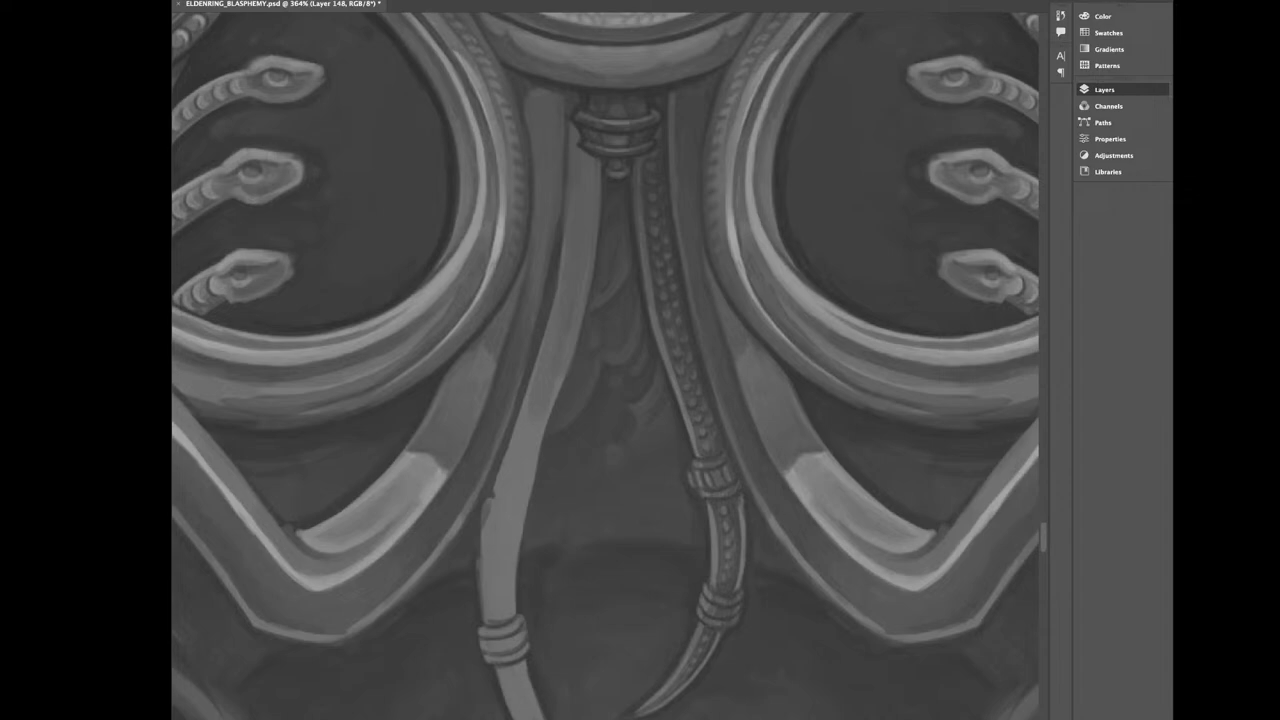 × ELDENRING_BLASPHEMY.psd @ 364% (Layer 148, RGB/8*) *
Color
Swatches
Gradients
Patterns
Layers
Channels
Paths
Properties
Adjustments
Libraries